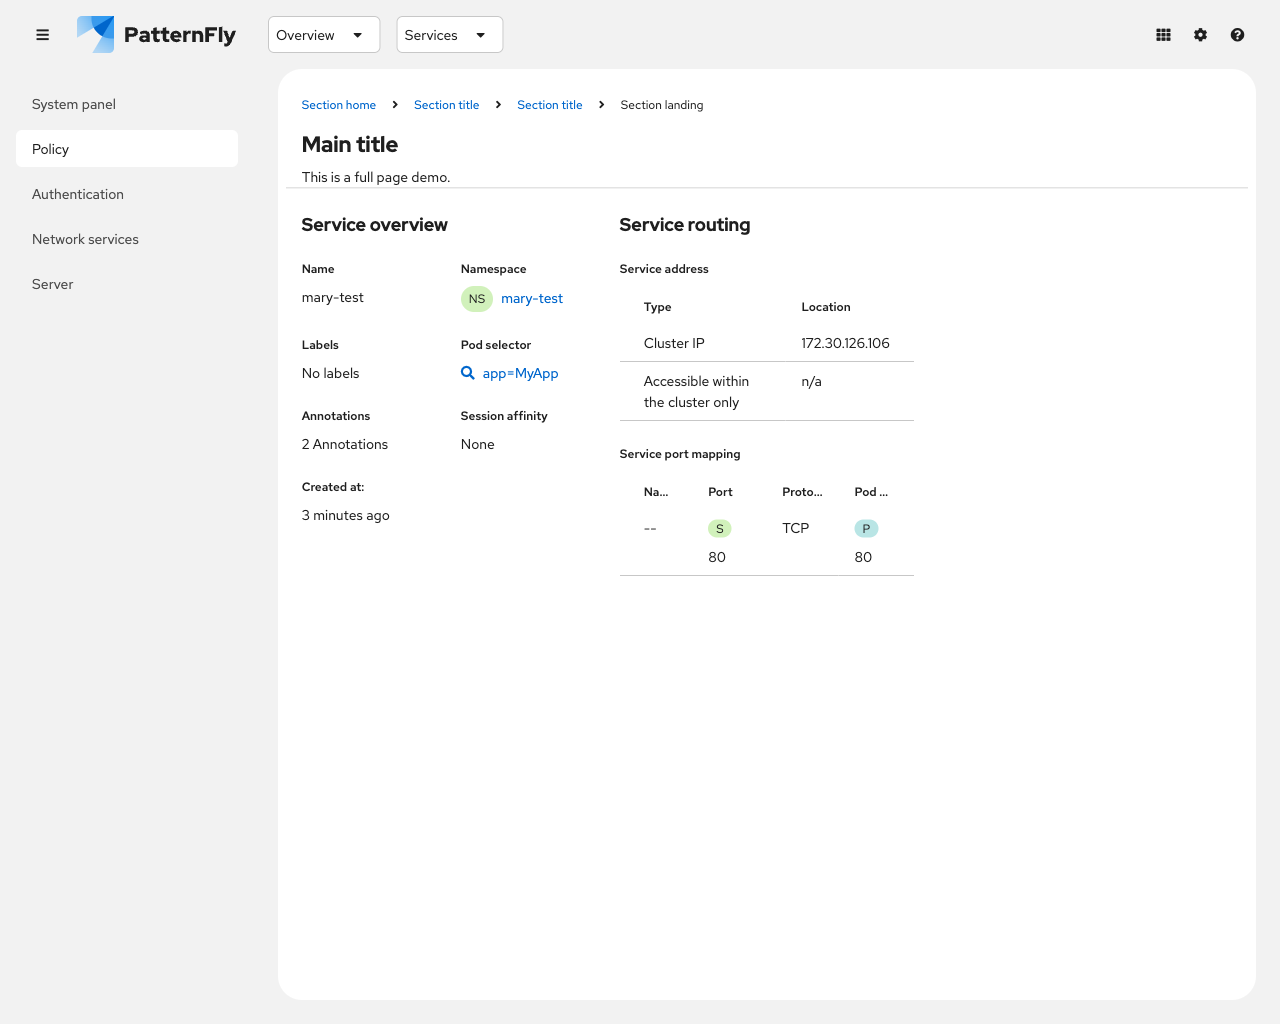 PatternFly
Overview
Services
System panel
Policy
Authentication
Network services
Server
Section home
Section title
Section title
Section landing
Main title
This is a full page demo.
Service overview
Name
mary-test
Namespace
NS mary-test
Labels
No labels
Pod selector
app=MyApp
Annotations
2 Annotations
Session affinity
None
Created at:
3 minutes ago
Service routing
Service address
Type Location
Cluster IP 172.30.126.106
Accessible within n/a
the cluster only
Service port mapping
Na... Port Proto... Pod ...
-- S TCP P
80 80